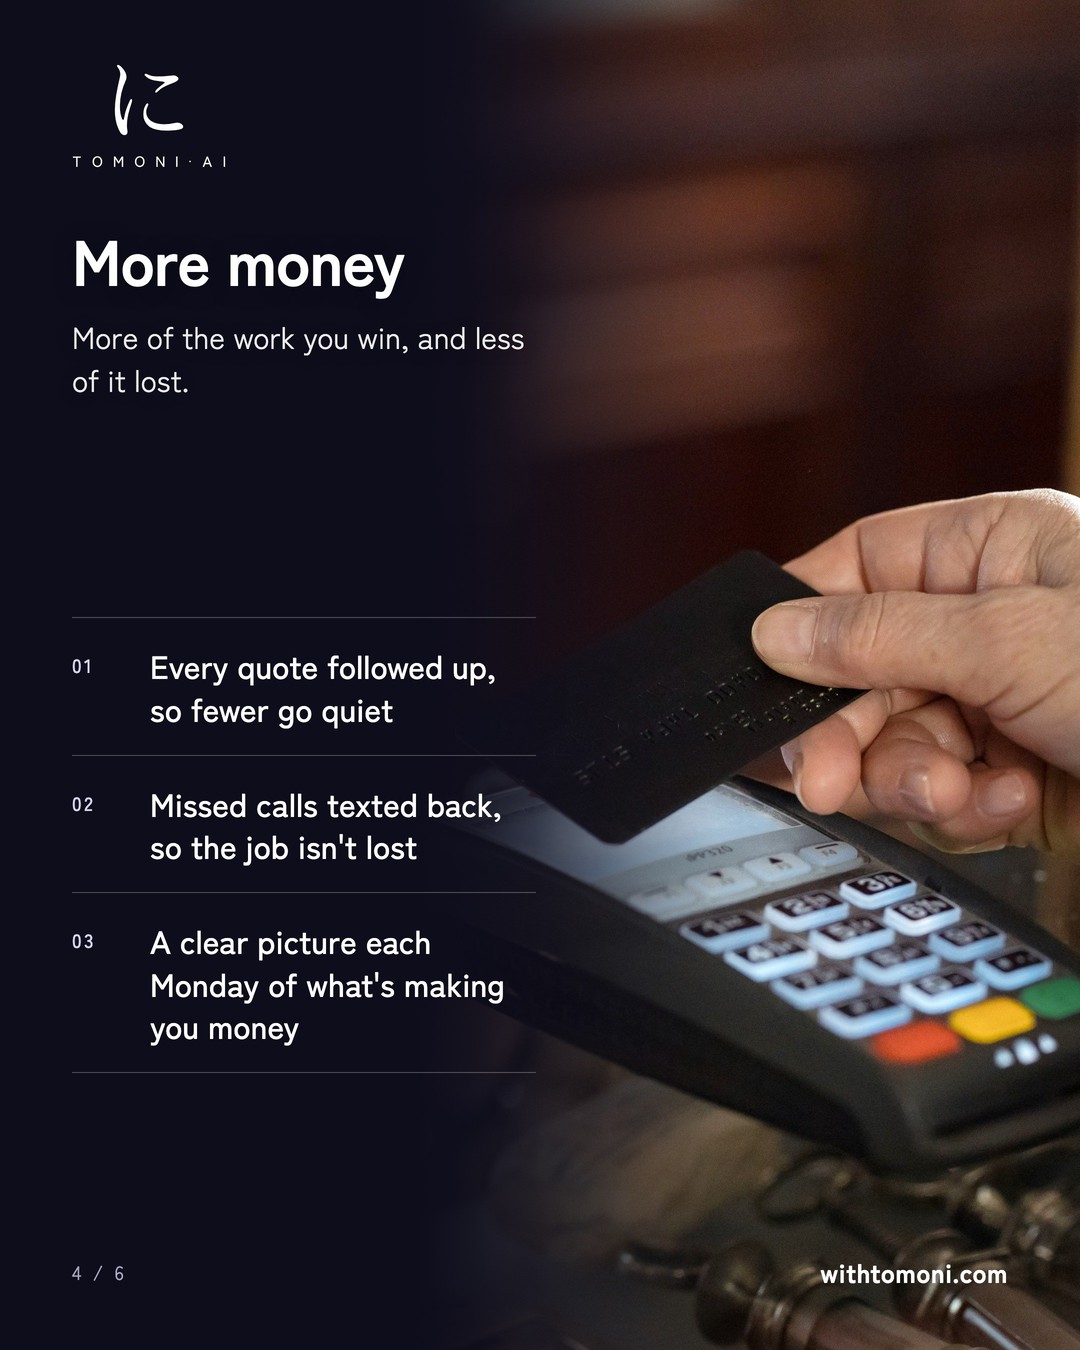 に
TOMONI·AI
More money
More of the work you win, and less
of it lost.
01
Every quote followed up,
so fewer go quiet
02
Missed calls texted back,
so the job isn't lost
03
A clear picture each
Monday of what's making
you money
4 / 6
withtomoni.com